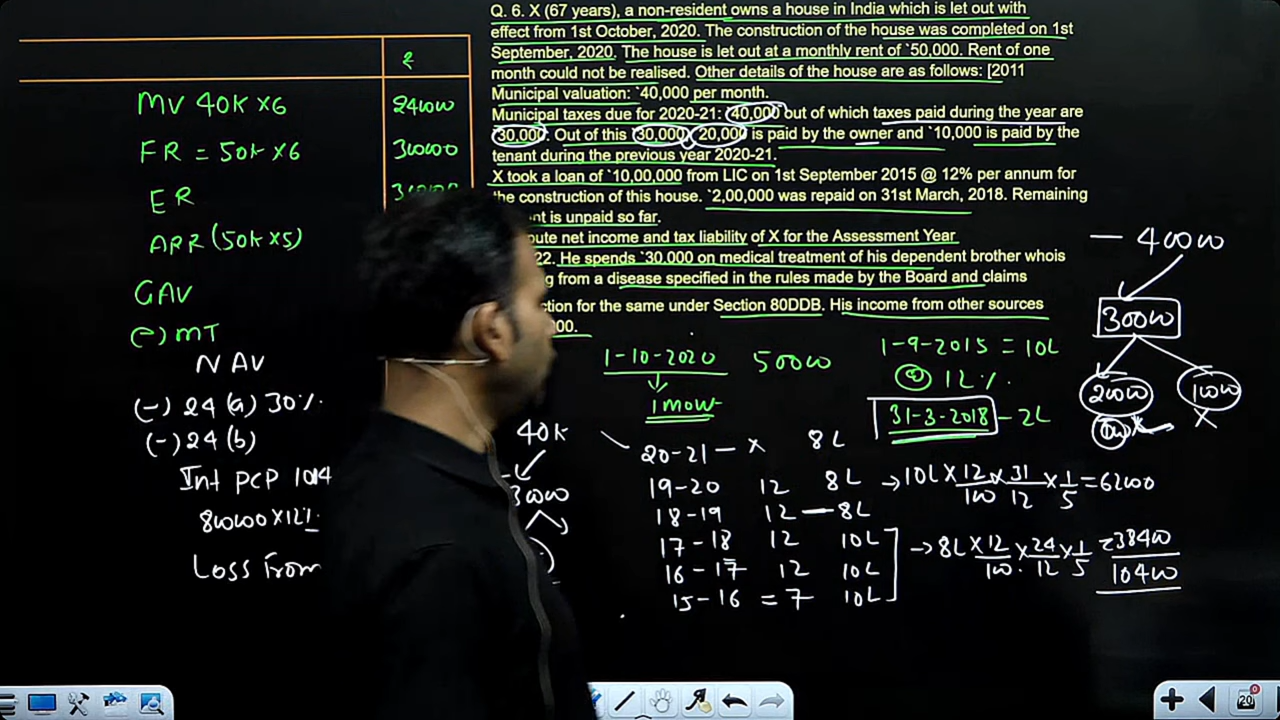 Q. 6. X (67 years), a non-resident owns a house in India which is let out with
effect from 1st October, 2020. The construction of the house was completed on 1st
September, 2020. The house is let out at a monthly rent of `50,000. Rent of one
month could not be realised. Other details of the house are as follows: [2011
Municipal valuation: `40,000 per month.
Municipal taxes due for 2020-21: `40,000 out of which taxes paid during the year are
`30,000. Out of this `30,000, `20,000 is paid by the owner and `10,000 is paid by the
tenant during the previous year 2020-21.
X took a loan of `10,00,000 from LIC on 1st September 2015 @ 12% per annum for
the construction of this house. `2,00,000 was repaid on 31st March, 2018. Remaining
is unpaid so far.
net income and tax liability of X for the Assessment Year
He spends `30,000 on medical treatment of his dependent brother whois
from a disease specified in the rules made by the Board and claims
for the same under Section 80DDB. His income from other sources
₹
MV 40K X6 240000
FR = 50K X6 300000
ER
ARR (50K X5)
GAV
(-) MT
NAV
(-) 24 (a) 30%
(-) 24 (b)
Int PCP
800000 X 12%
Loss from
40K
1-10-2020 50000
1 mow
1-9-2015 = 10L
@ 12%.
31-3-2018 - 2L
20-21 - x 8L
19-20 12 8L
18-19 12 - 8L
17-18 12 10L
16-17 12 10L
15-16 = 7 10L
→ 10L X 12/100 X 31/12 X 1/5 = 62000
→ 8L X 12/100 X 24/12 X 1/5 = 38400
- 40000
30000
20000
x
20